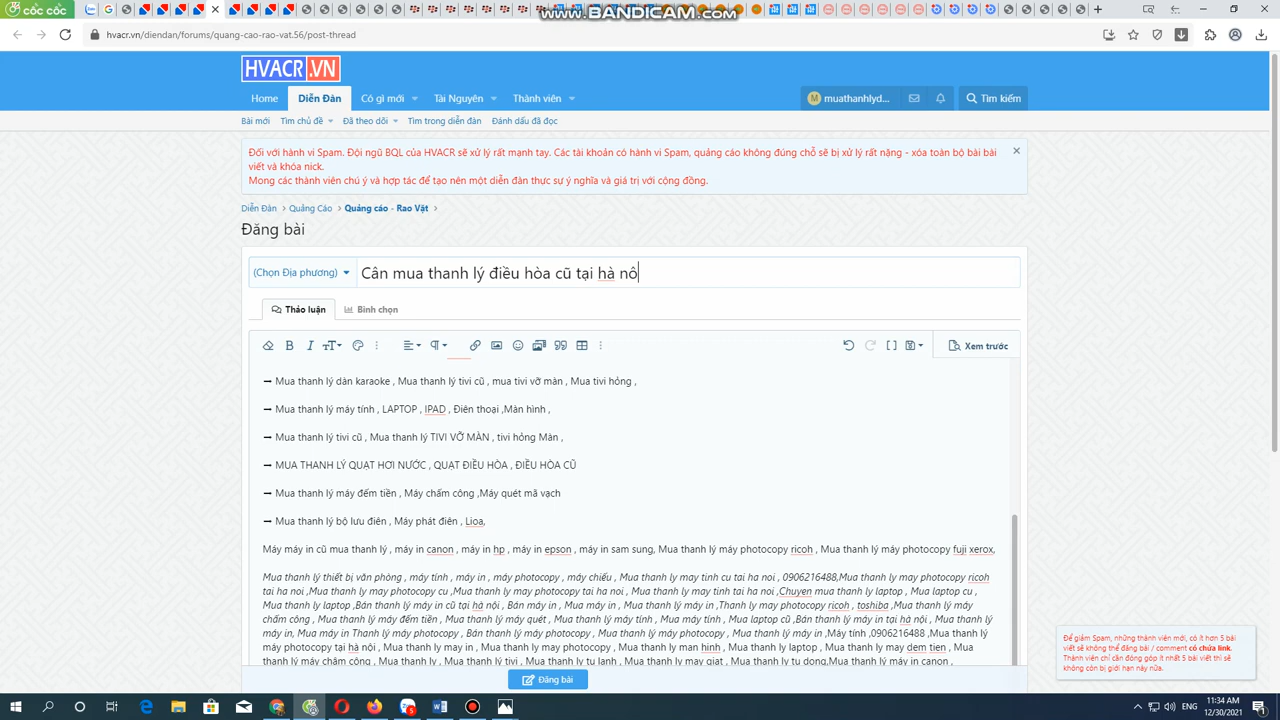 www.BANDICAM.com
cốc cốc
hvacr.vn/diendan/forums/quang-cao-rao-vat.56/post-thread
HVACR.VN
Home
Diễn Đàn
Có gì mới
Tài Nguyên
Thành viên
muathanhlyd...
Tìm kiếm
Bài mới
Tìm chủ đề
Đã theo dõi
Tìm trong diễn đàn
Đánh dấu đã đọc
Đối với hành vi Spam. Đội ngũ BQL của HVACR sẽ xử lý rất mạnh tay. Các tài khoản có hành vi Spam, quảng cáo không đúng chỗ sẽ bị xử lý rất nặng - xóa toàn bộ bài bài
viết và khóa nick.
Mong các thành viên chú ý và hợp tác để tạo nên một diễn đàn thực sự ý nghĩa và giá trị với cộng đồng.
Diễn Đàn > Quảng Cáo > Quảng cáo - Rao Vặt >
Đăng bài
(Chọn Địa phương)
Cân mua thanh lý điều hòa cũ tại hà nô
Thảo luận
Bình chọn
Xem trước
➞ Mua thanh lý dàn karaoke , Mua thanh lý tivi cũ , mua tivi vỡ màn , Mua tivi hỏng ,
➞ Mua thanh lý máy tính , LAPTOP , IPAD , Điên thoại ,Màn hình ,
➞ Mua thanh lý tivi cũ , Mua thanh lý TIVI VỠ MÀN , tivi hỏng Màn ,
➞ MUA THANH LÝ QUẠT HƠI NƯỚC , QUẠT ĐIỀU HÒA , ĐIỀU HÒA CŨ
➞ Mua thanh lý máy đếm tiền , Máy chấm công ,Máy quét mã vạch
➞ Mua thanh lý bộ lưu điên , Máy phát điên , Lioa,
Máy máy in cũ mua thanh lý , máy in canon , máy in hp , máy in epson , máy in sam sung, Mua thanh lý máy photocopy ricoh , Mua thanh lý máy photocopy fuji xerox,
Mua thanh lý thiết bị văn phòng , máy tính , máy in , máy photocopy , máy chiếu , Mua thanh ly may tinh cu tai ha noi , 0906216488,Mua thanh ly may photocopy ricoh
tai ha noi ,Mua thanh ly may photocopy cu ,Mua thanh ly may photocopy tai ha noi , Mua thanh ly may tinh tai ha noi ,Chuyen mua thanh ly laptop , Mua laptop cu ,
Mua thanh ly laptop ,Bán thanh lý máy in cũ tại hà nội , Bán máy in , Mua máy in , Mua thanh lý máy in ,Thanh ly may photocopy ricoh , toshiba ,Mua thanh lý máy
chấm công , Mua thanh lý máy đếm tiền , Mua thanh lý máy quét , Mua thanh lý máy tính , Mua máy tính , Mua laptop cũ ,Bán thanh lý máy in tại hà nội , Mua thanh lý
máy in, Mua máy in Thanh lý máy photocopy , Bán thanh lý máy photocopy , Mua thanh lý máy photocopy , Mua thanh lý máy in ,Máy tính ,0906216488 ,Mua thanh lý
máy photocopy tại hà nội , Mua thanh ly may in , Mua thanh ly may photocopy , Mua thanh ly man hinh , Mua thanh ly laptop , Mua thanh ly may dem tien , Mua
Đăng bài
Để giảm Spam, những thành viên mới, có ít hơn 5 bài
viết sẽ không thể đăng bài / comment có chứa link.
Thành viên chỉ cần đóng góp ít nhất 5 bài viết thì sẽ
không còn bị giới hạn này nữa.
ENG
11:34 AM
12/30/2021